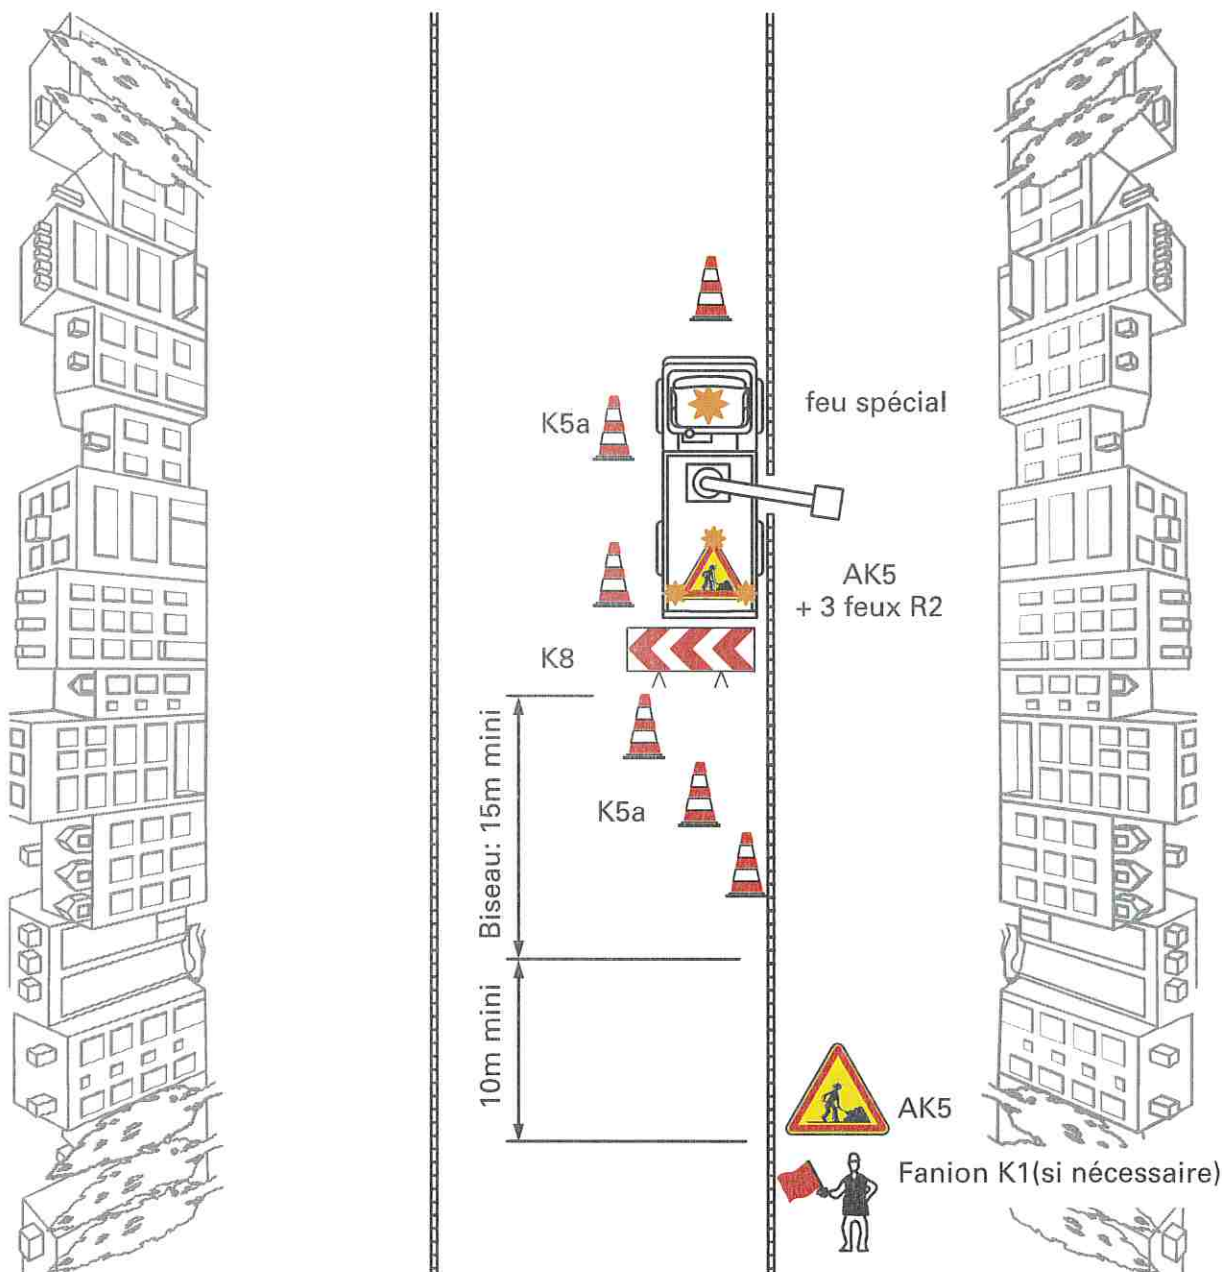 K5a
feu spécial
AK5
+ 3 feux R2
K8
Biseau: 15m mini
K5a
10m mini
AK5
Fanion K1(si nécessaire)